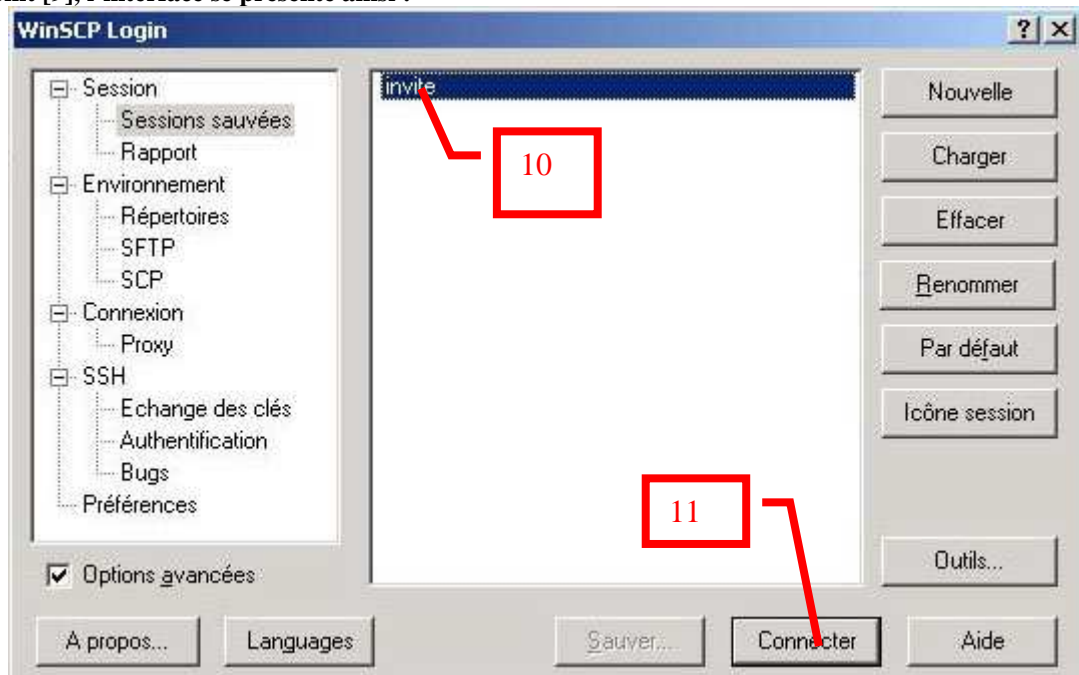 WinSCP Login
Session
Sessions sauvées
Rapport
Environnement
Répertoires
SFTP
SCP
Connexion
Proxy
SSH
Echange des clés
Authentification
Bugs
Préférences
Options avancées
invite
10
11
Nouvelle
Charger
Effacer
Renommer
Par défaut
Icône session
Outils...
A propos...
Languages
Sauver...
Connecter
Aide